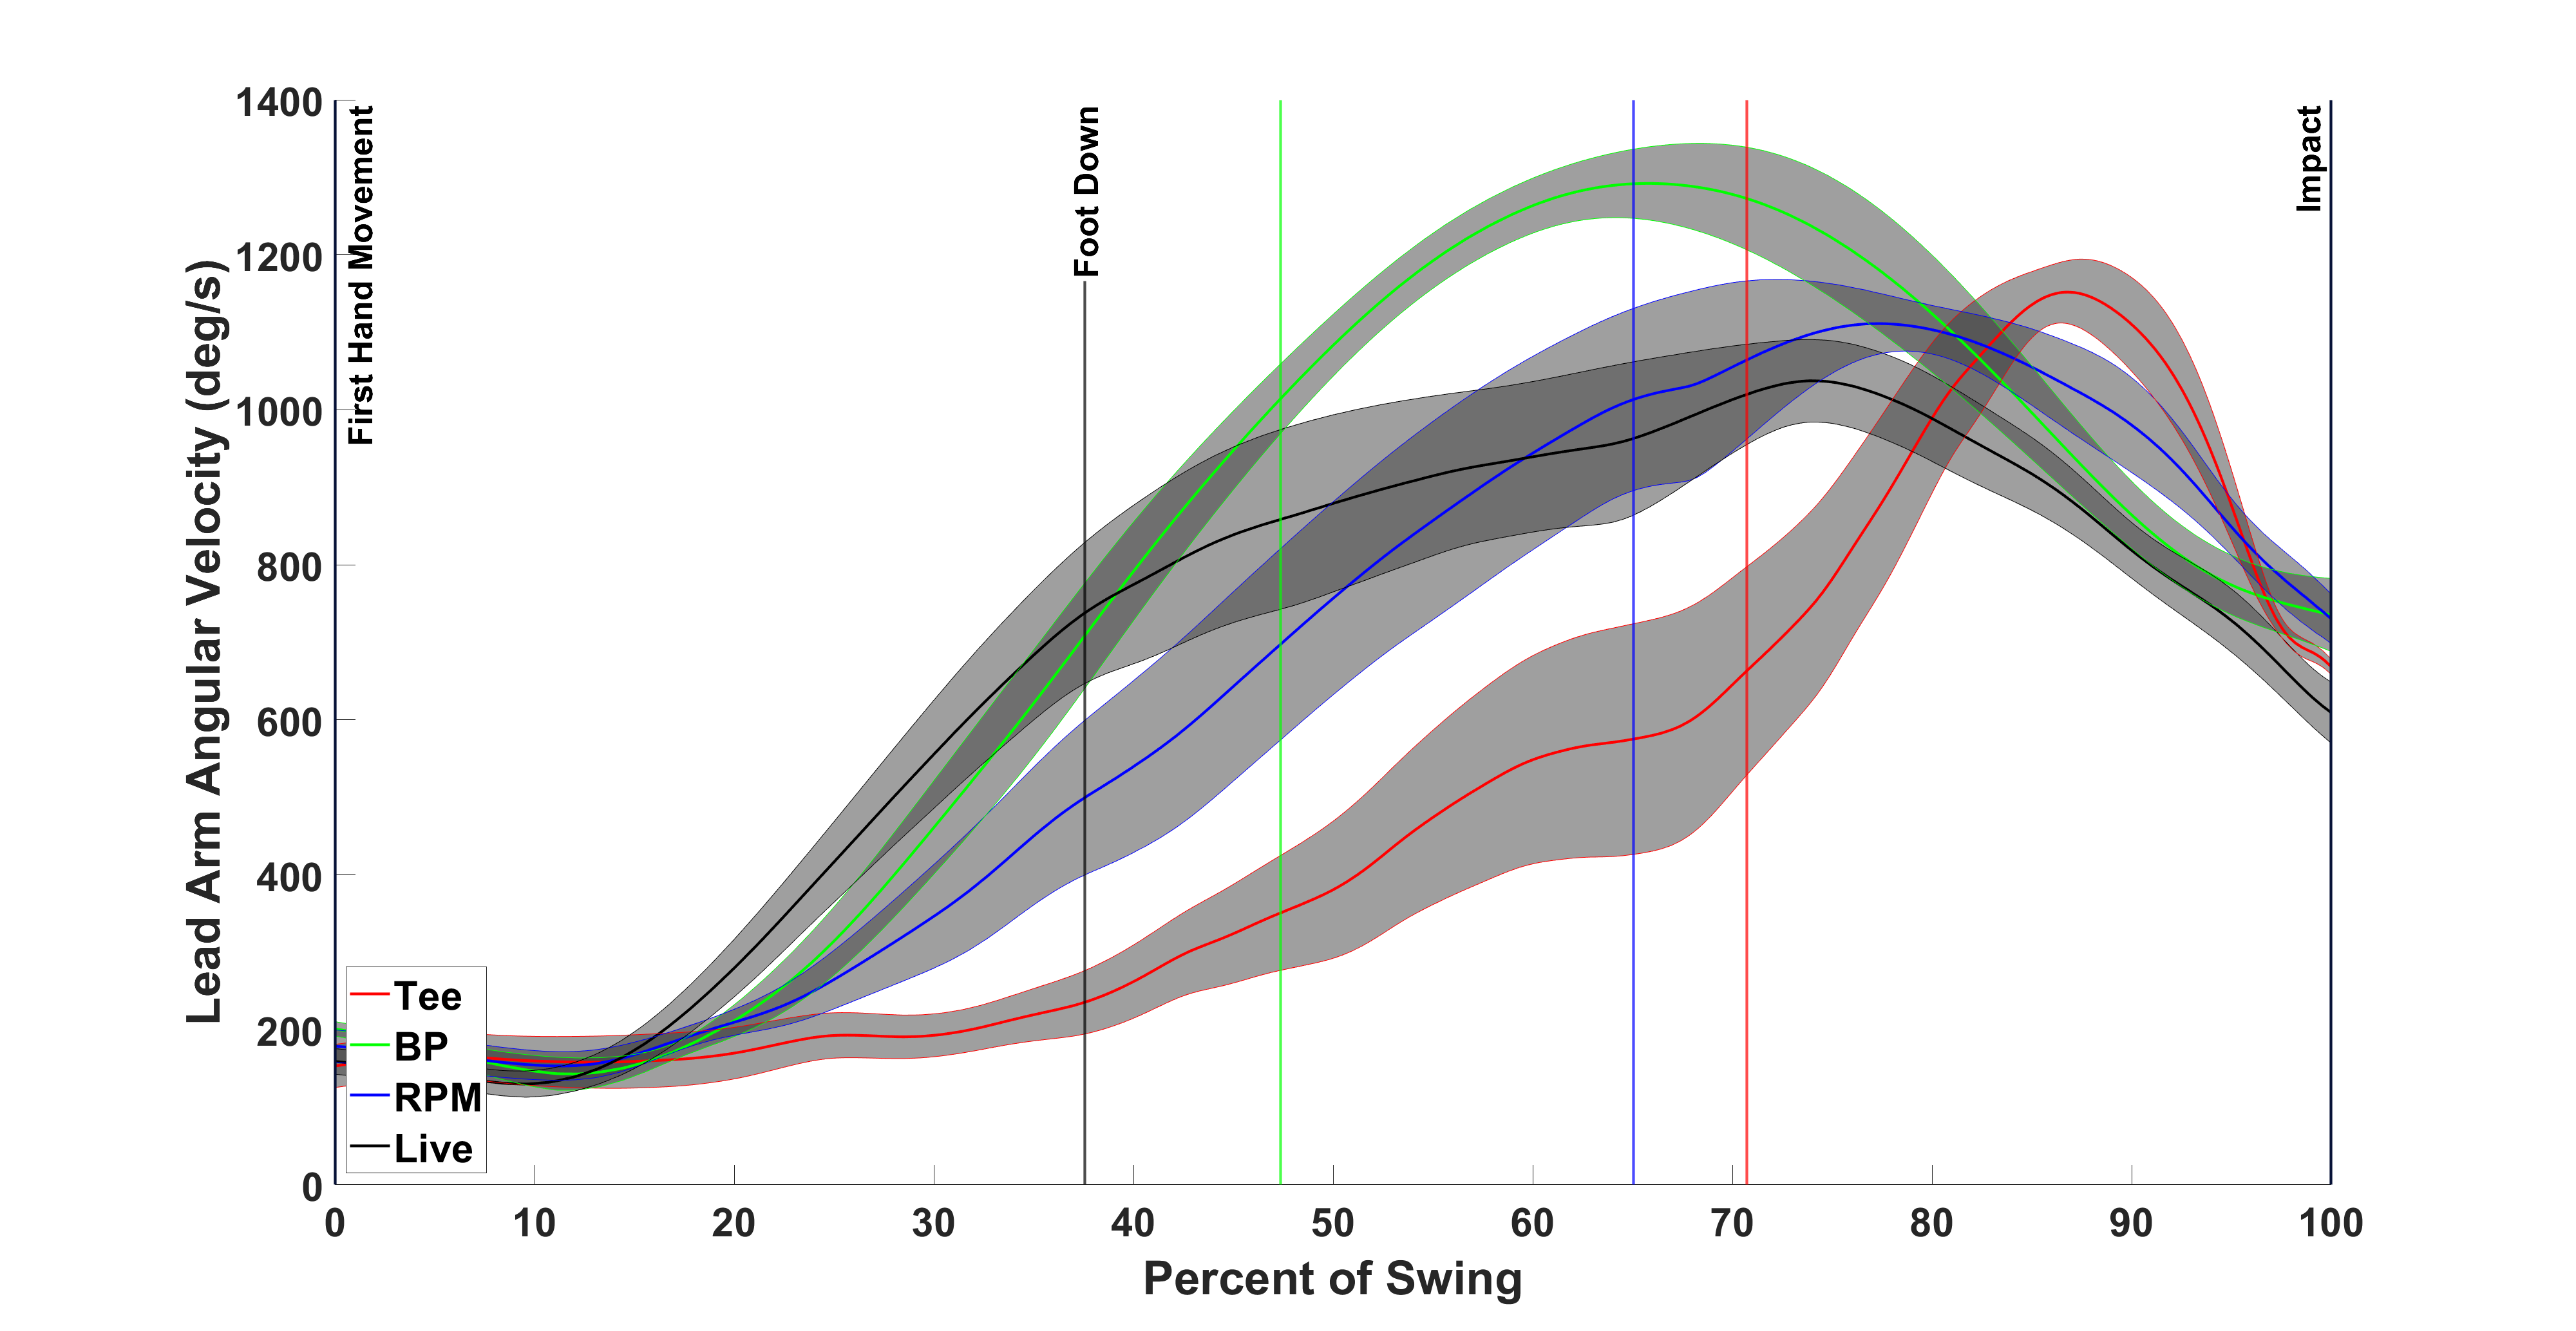 Lead Arm Angular Velocity (deg/s)
1400
1200
1000
800
600
400
200
0
First Hand Movement
Foot Down
Impact
Tee
BP
RPM
Live
0 10 20 30 40 50 60 70 80 90 100
Percent of Swing